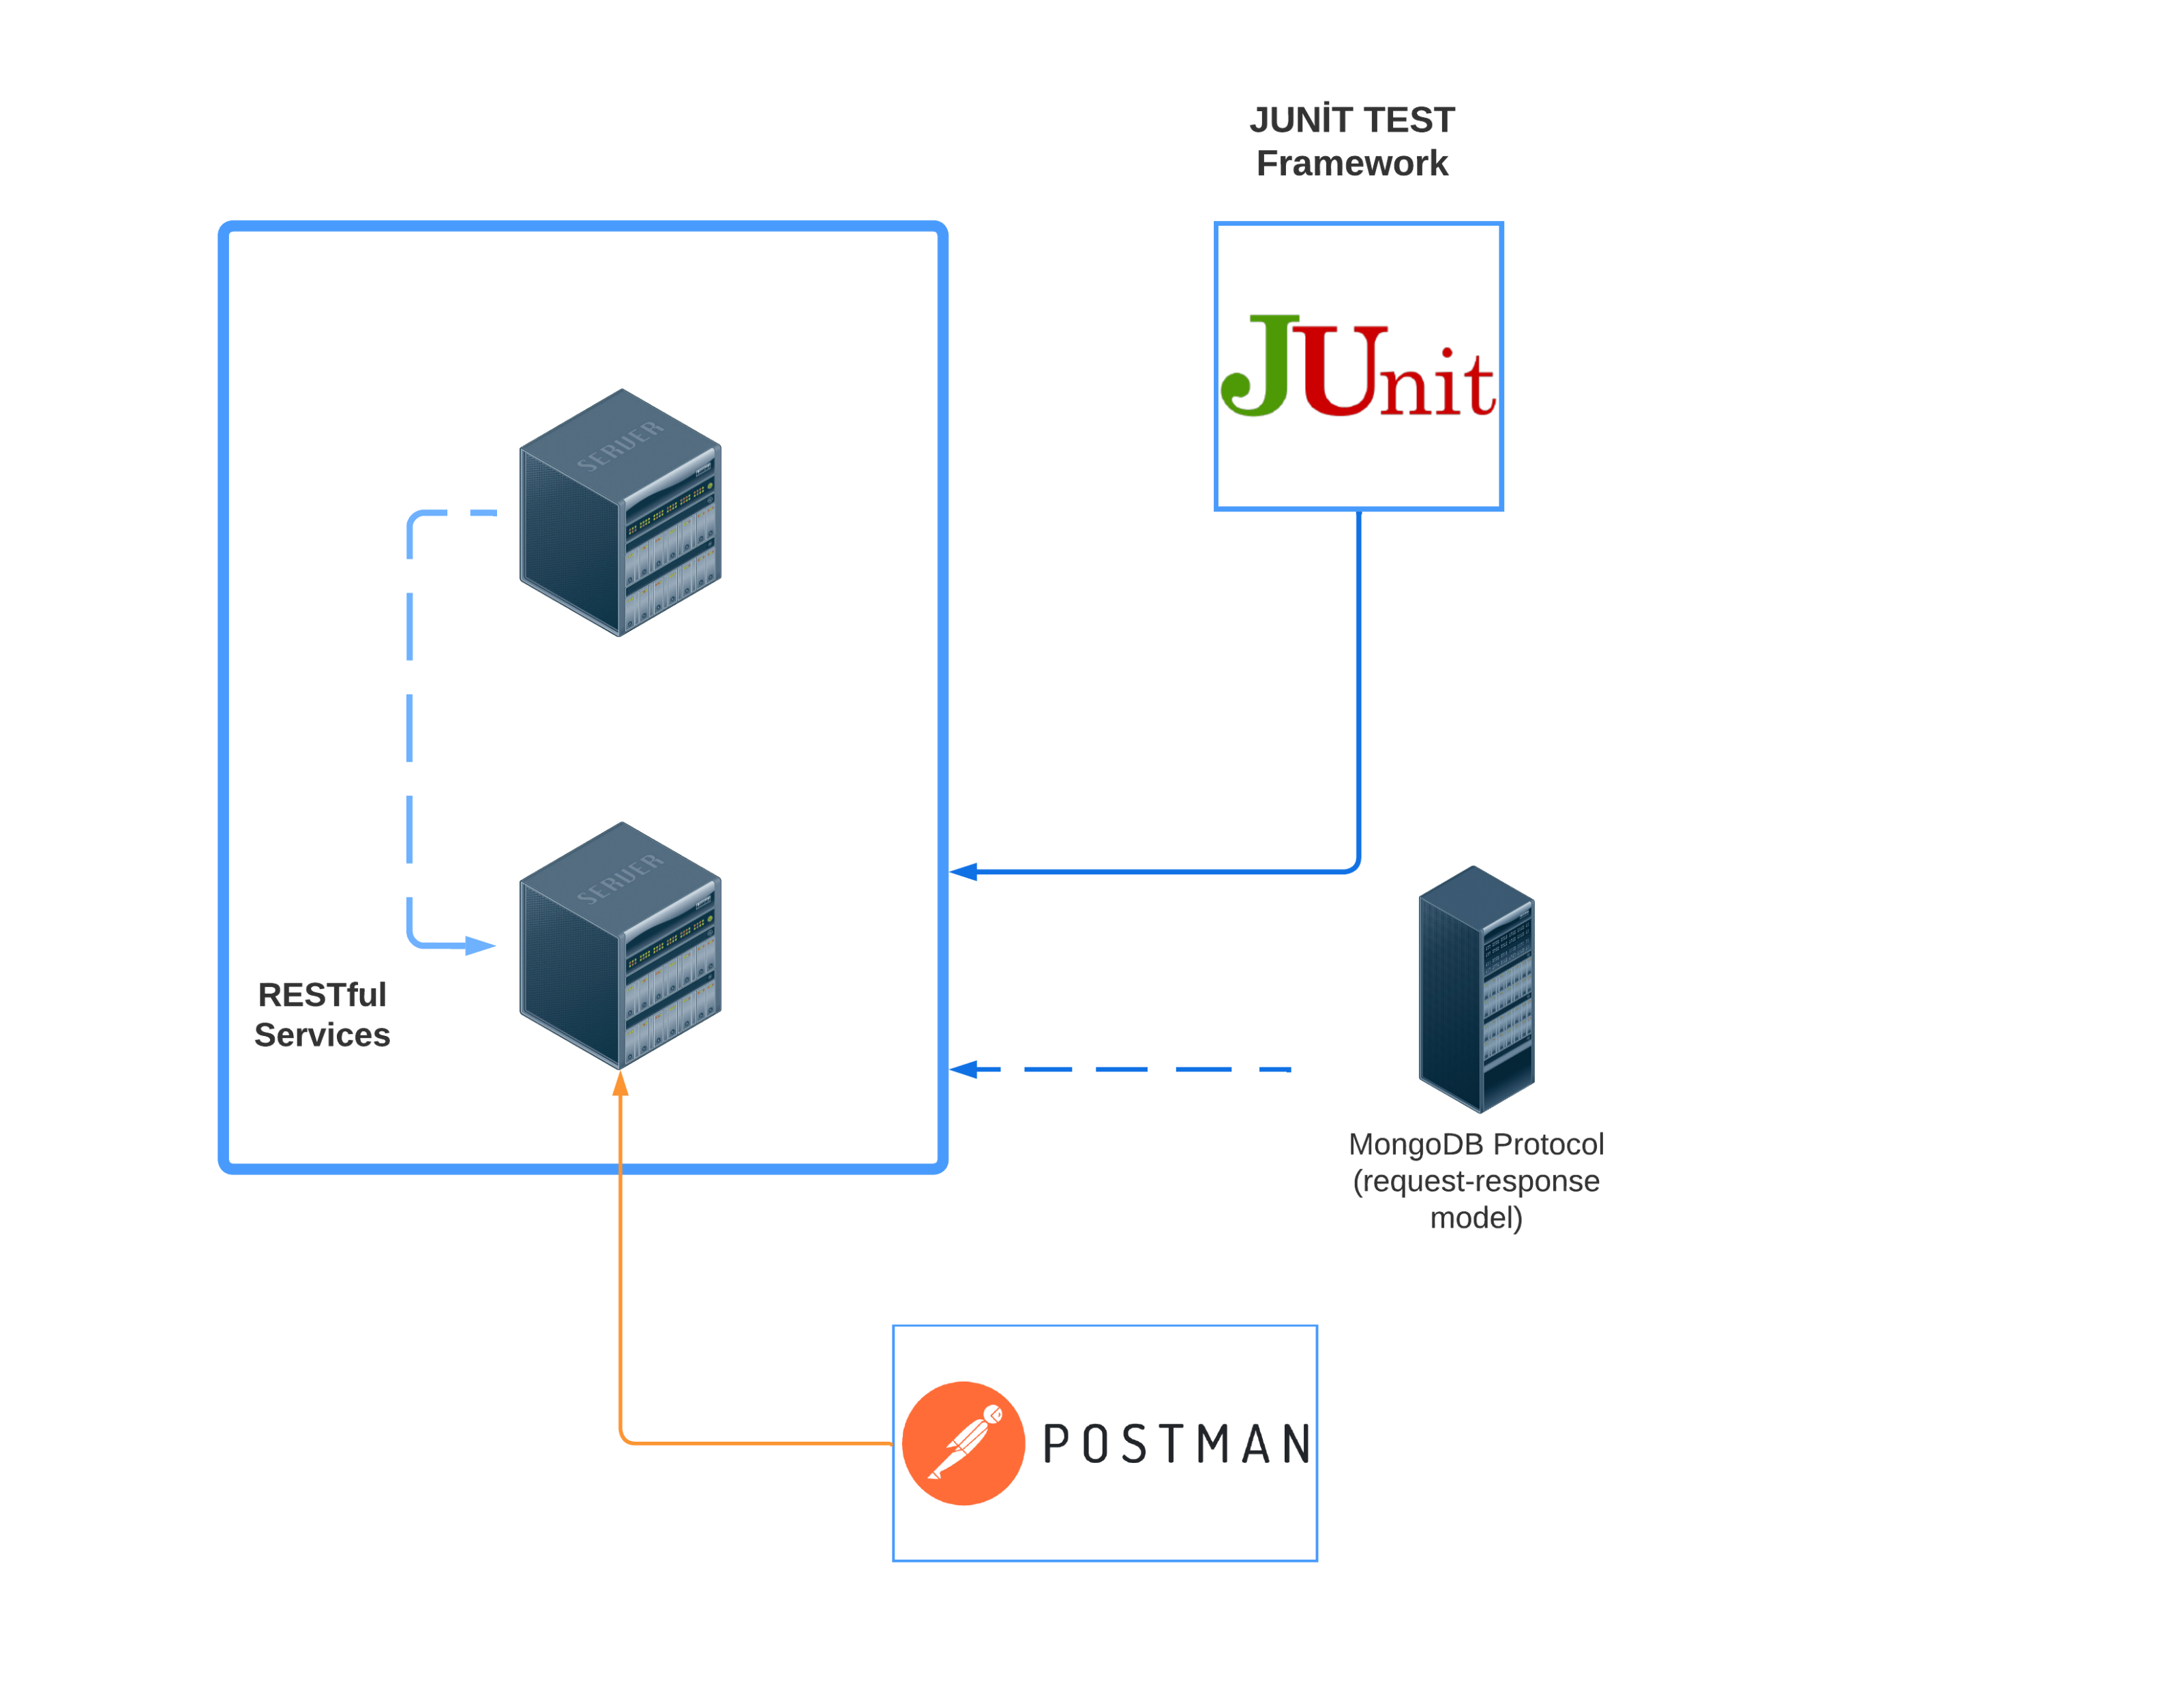 JUNİT TEST
Framework
JUnit
SERVER
SERVER
RESTful
Services
MongoDB Protocol
(request-response
model)
POSTMAN